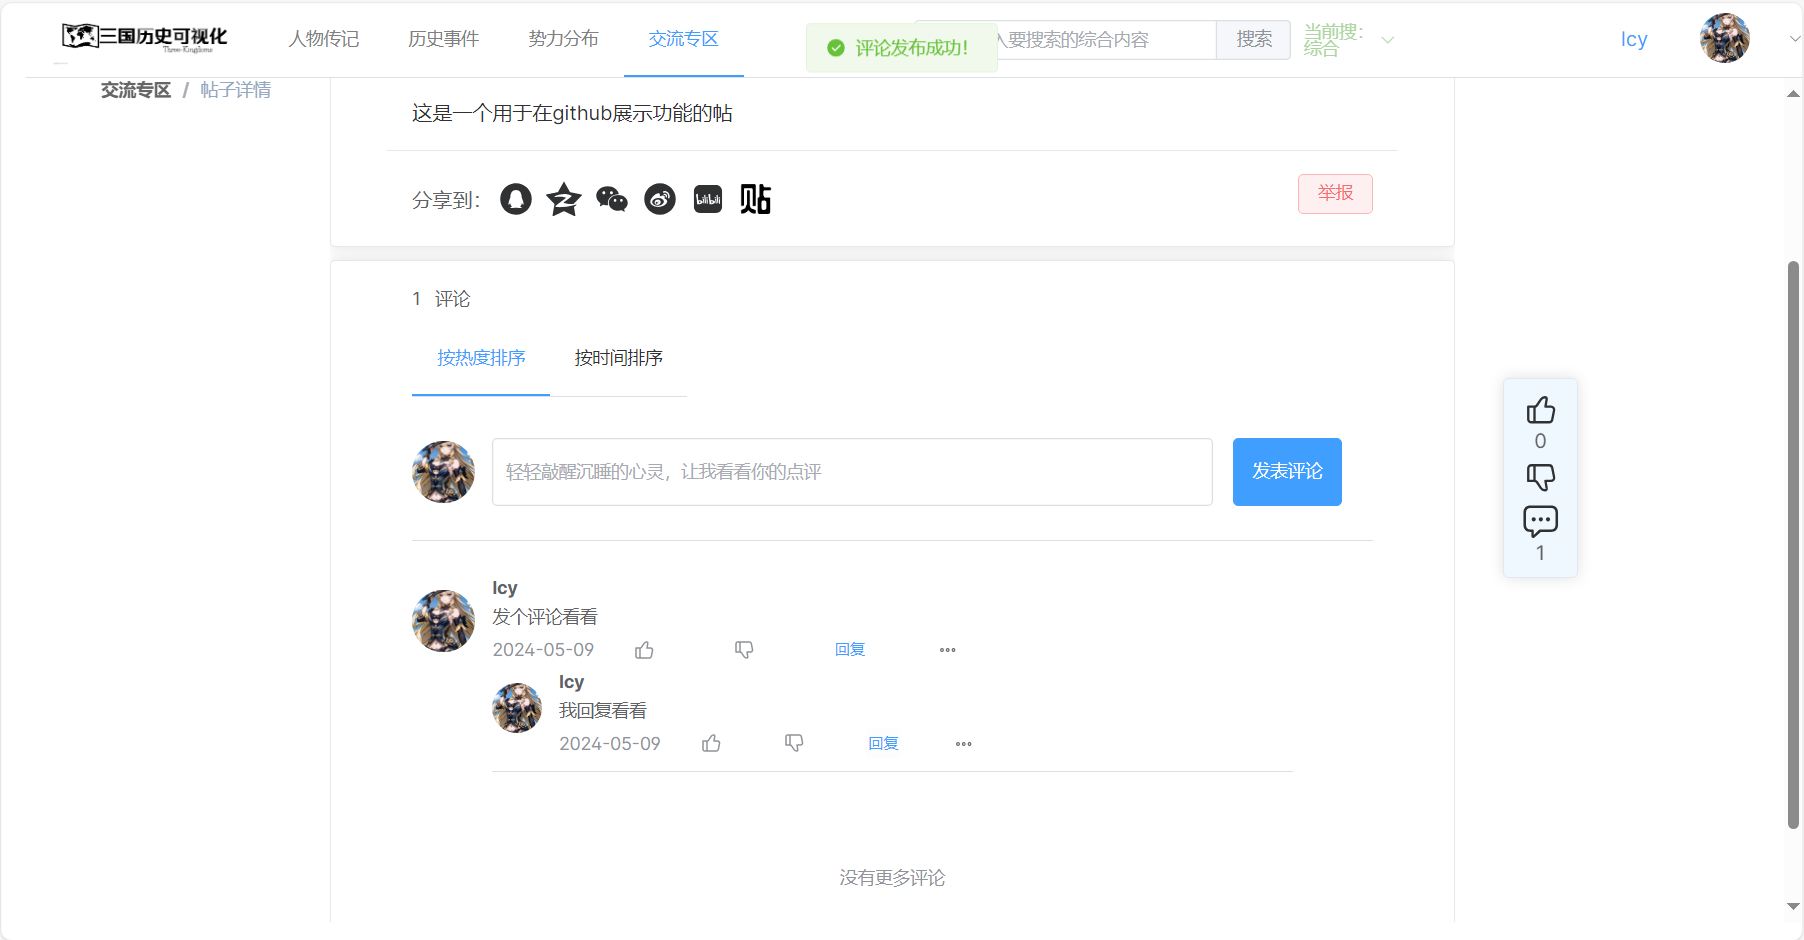 三国历史可视化
Three-Kingdoms
人物传记
历史事件
势力分布
交流专区
评论发布成功!
入要搜索的综合内容
搜索
当前搜:
综合
Icy
交流专区 / 帖子详情
这是一个用于在github展示功能的帖
分享到:
bilibili
贴
举报
1 评论
按热度排序
按时间排序
轻轻敲醒沉睡的心灵，让我看看你的点评
发表评论
0
1
Icy
发个评论看看
2024-05-09
回复
Icy
我回复看看
2024-05-09
回复
没有更多评论